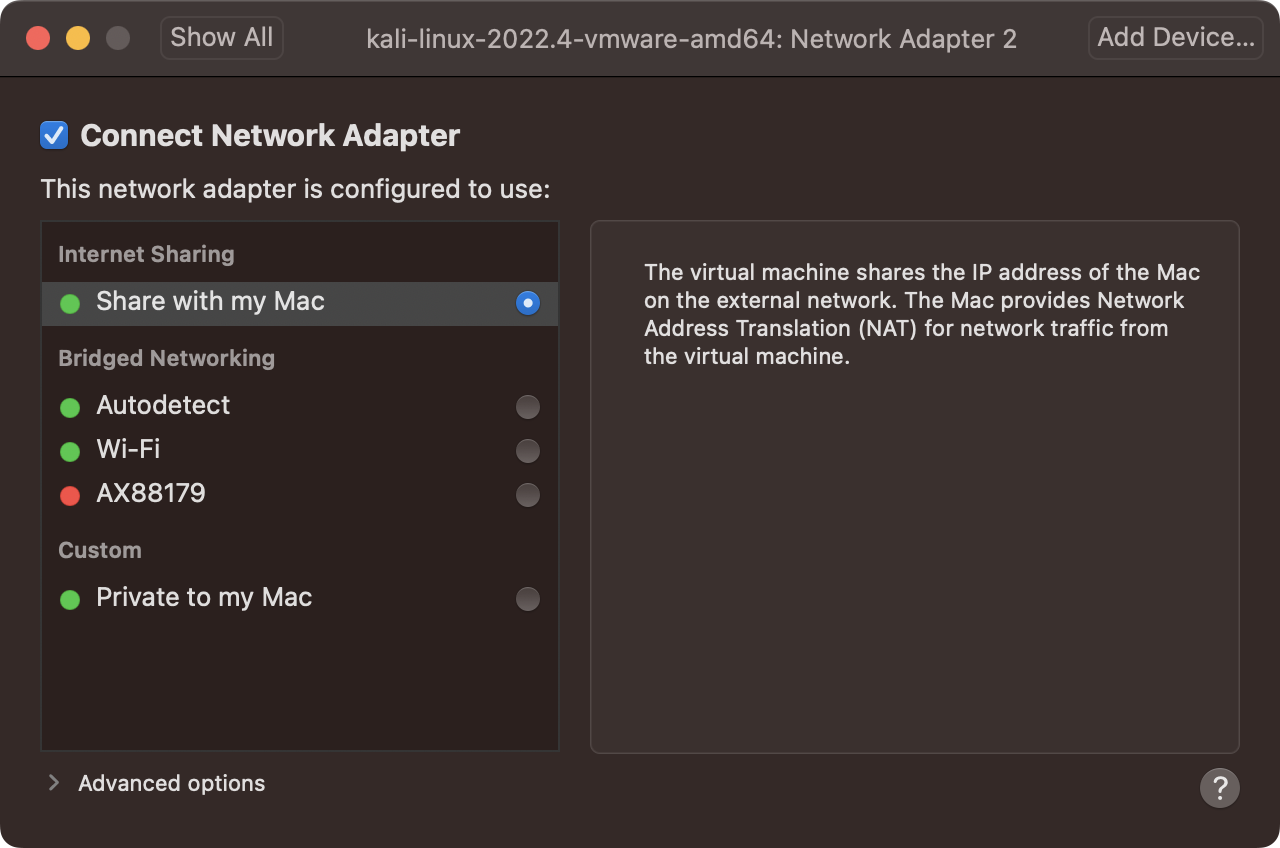 Show All
kali-linux-2022.4-vmware-amd64: Network Adapter 2
Add Device...
Connect Network Adapter
This network adapter is configured to use:
Internet Sharing
Share with my Mac
Bridged Networking
Autodetect
Wi-Fi
AX88179
Custom
Private to my Mac
The virtual machine shares the IP address of the Mac
on the external network. The Mac provides Network
Address Translation (NAT) for network traffic from
the virtual machine.
Advanced options
?